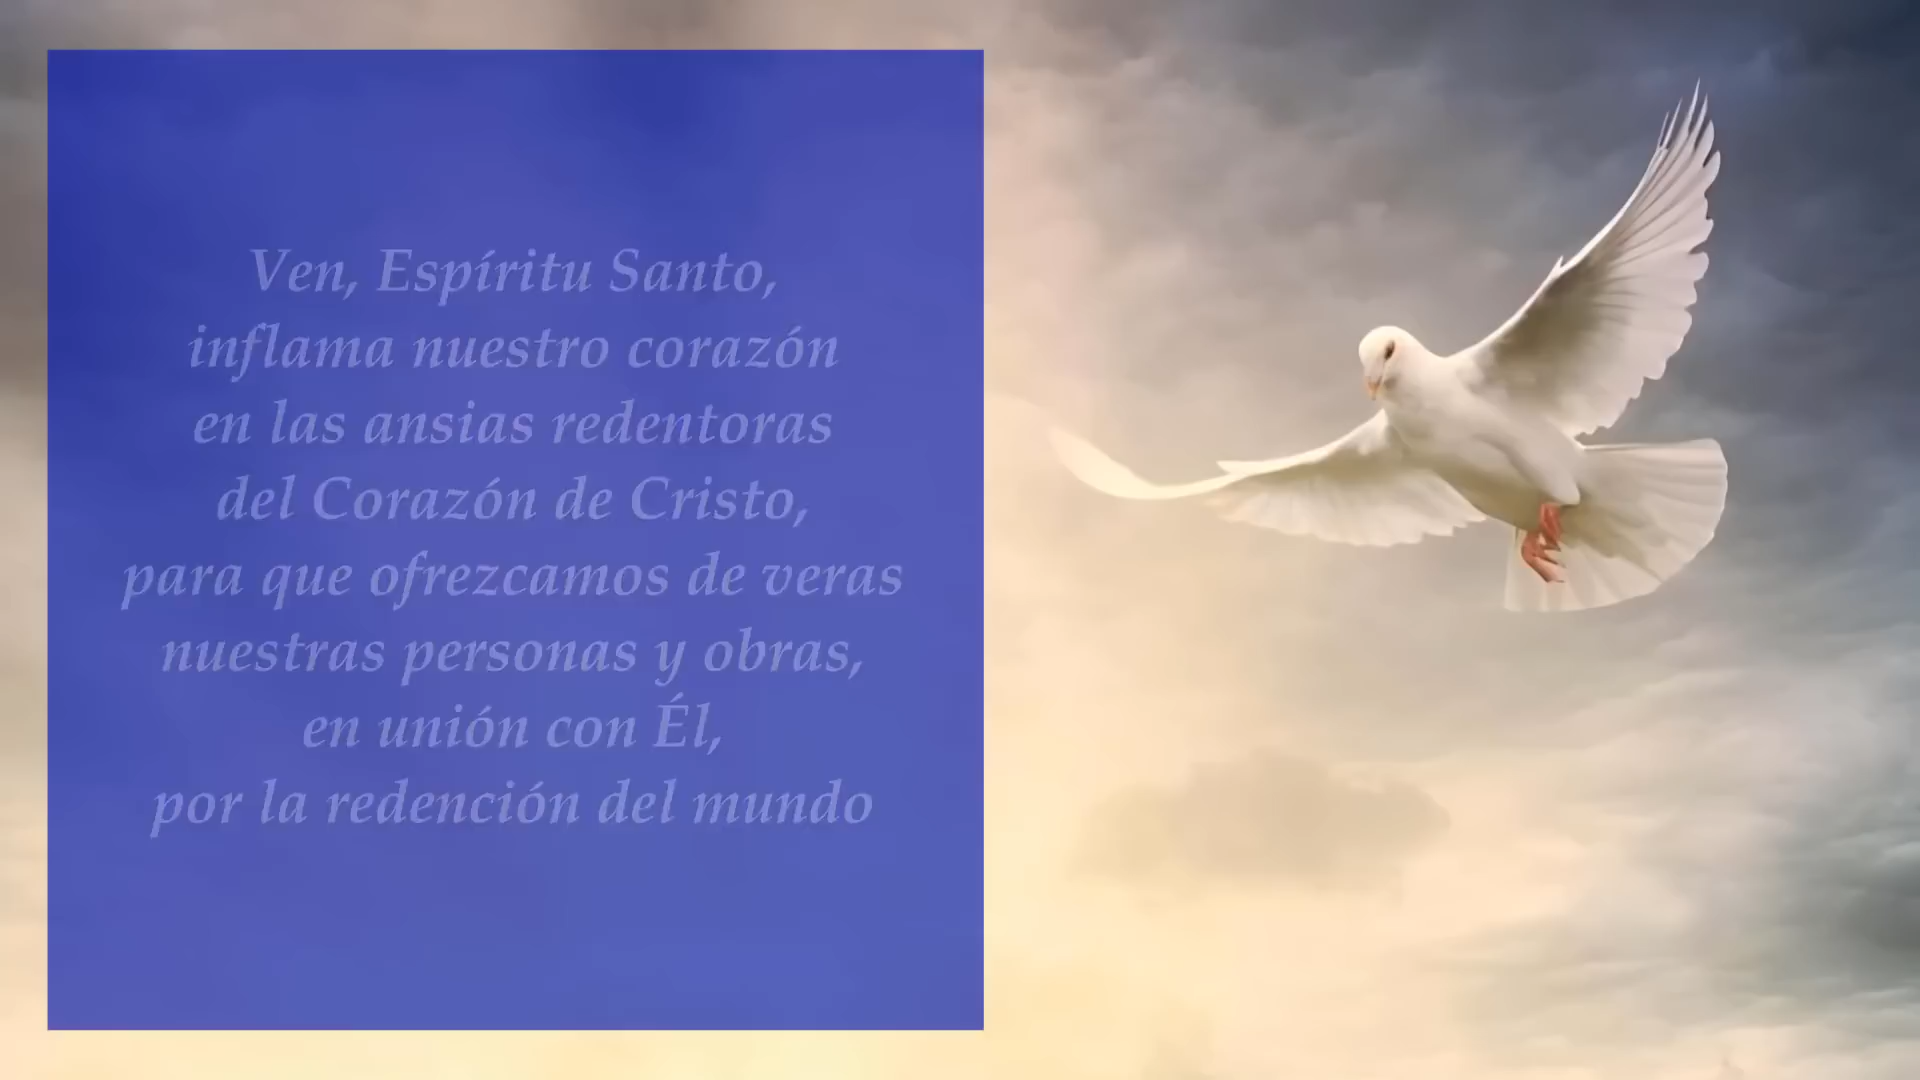 Ven, Espíritu Santo,
inflama nuestro corazón
en las ansias redentoras
del Corazón de Cristo,
para que ofrezcamos de veras
nuestras personas y obras,
en unión con Él,
por la redención del mundo